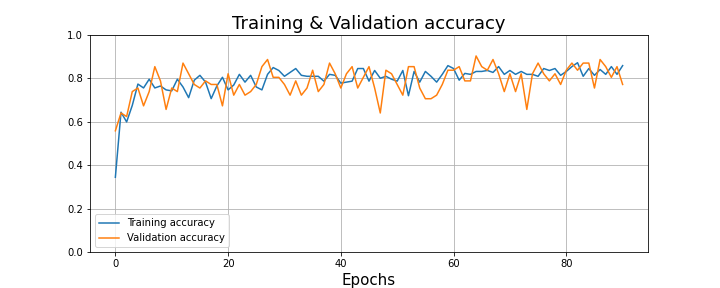 Training & Validation accuracy
1.0
0.8
0.6
0.4
0.2
0.0
Training accuracy
Validation accuracy
0 20 40 60 80
Epochs